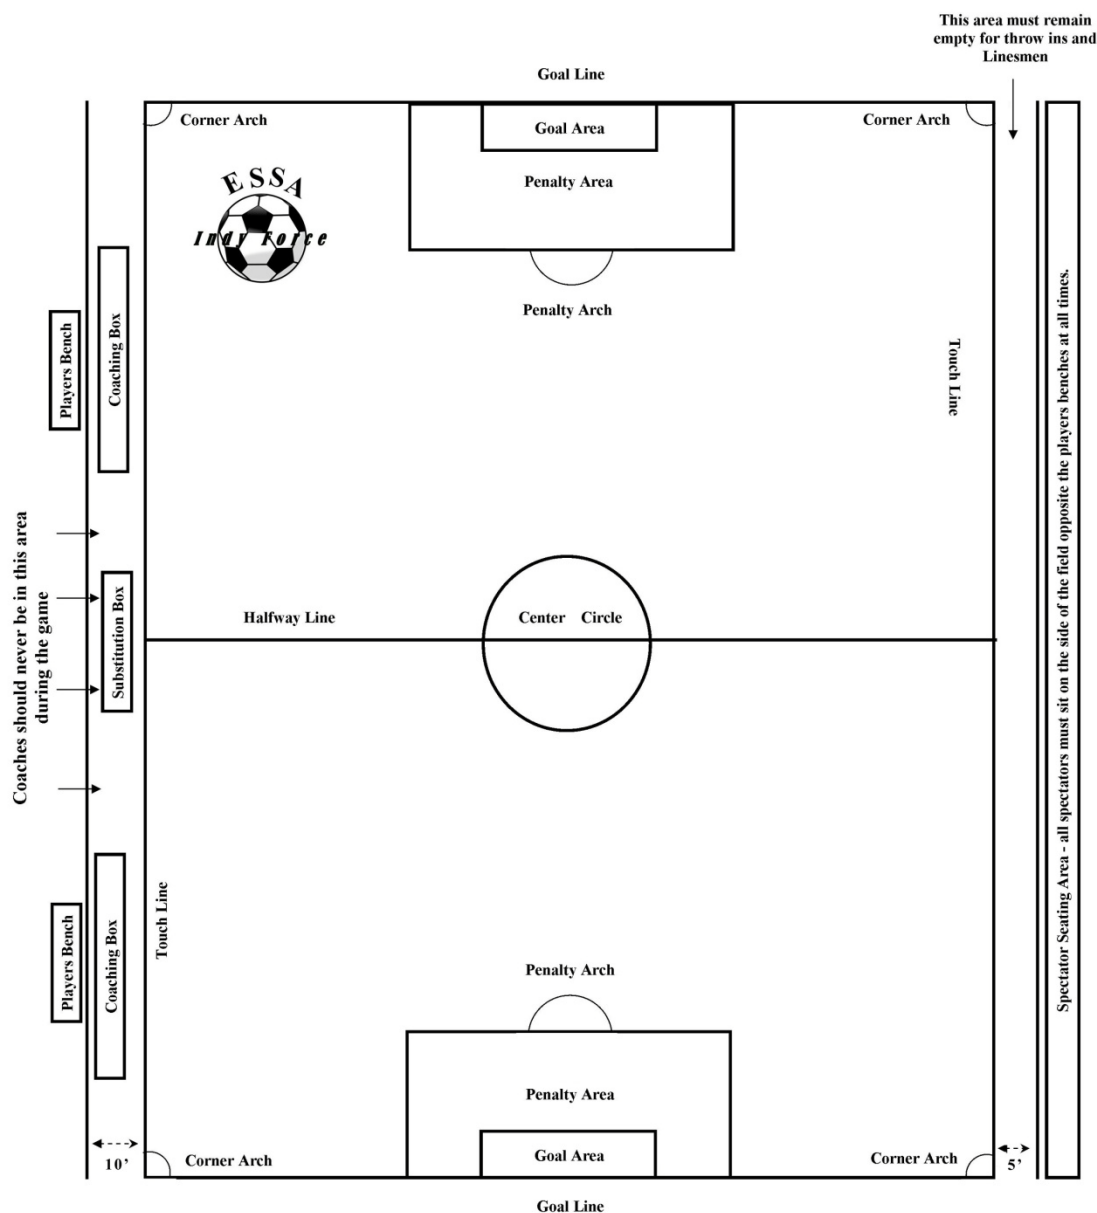 This area must remain
empty for throw ins and
Linesmen
Goal Line
Corner Arch
Goal Area
Corner Arch
Penalty Area
ESSA
Indy Force
Penalty Arch
Players Bench
Coaching Box
Touch Line
Spectator Seating Area - all spectators must sit on the side of the field opposite the players benches at all times.
Coaches should never be in this area
during the game
Substitution Box
Halfway Line
Center Circle
Players Bench
Coaching Box
Touch Line
Penalty Arch
Penalty Area
Goal Area
10’
Corner Arch
Corner Arch
5’
Goal Line